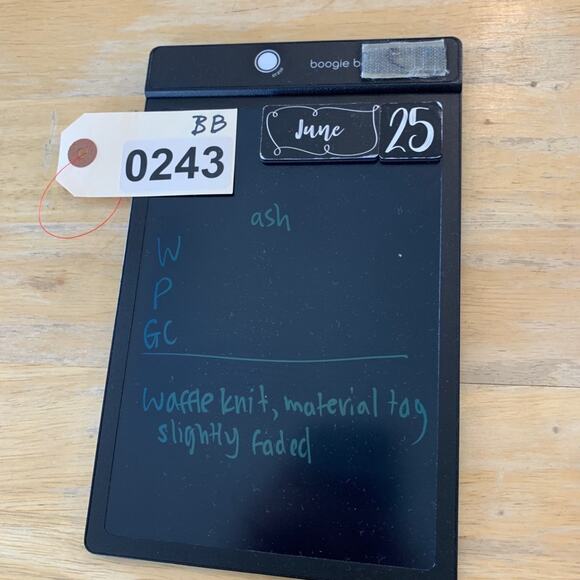 boogie b
BB
0243
June 25
ash
W
P
GC
Waffle knit, material tag
slightly faded